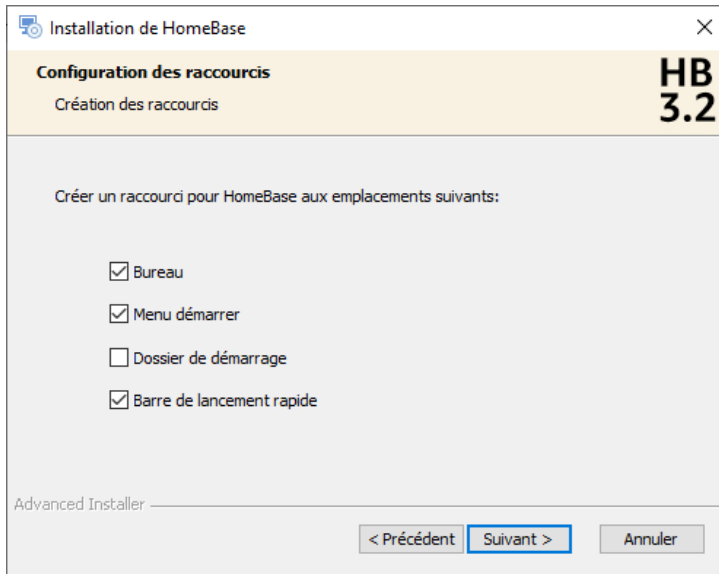 Installation de HomeBase
Configuration des raccourcis
Création des raccourcis
HB
3.2
Créer un raccourci pour HomeBase aux emplacements suivants:
Bureau
Menu démarrer
Dossier de démarrage
Barre de lancement rapide
Advanced Installer
< Précédent Suivant > Annuler